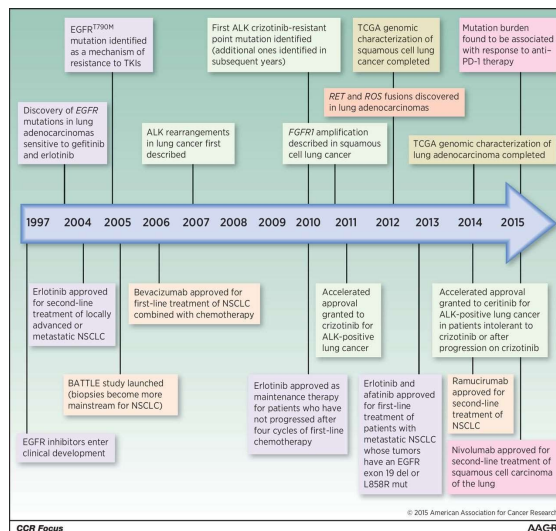 EGFRT790M
mutation identified
as a mechanism of
resistance to TKIs
First ALK crizotinib-resistant
point mutation identified
(additional ones identified in
subsequent years)
TCGA genomic
characterization of
squamous cell lung
cancer completed
Mutation burden
found to be associated
with response to anti–
PD-1 therapy
RET and ROS fusions discovered
in lung adenocarcinomas
Discovery of EGFR
mutations in lung
adenocarcinomas
sensitive to gefitinib
and erlotinib
ALK rearrangements
in lung cancer first
described
FGFR1 amplification
described in squamous
cell lung cancer
TCGA genomic characterization of
lung adenocarcinoma completed
1997 2004 2005 2006 2007 2008 2009 2010 2011 2012 2013 2014 2015
Erlotinib approved
for second-line
treatment of locally
advanced or
metastatic NSCLC
Bevacizumab approved for
first-line treatment of NSCLC
combined with chemotherapy
Accelerated
approval
granted to
crizotinib for
ALK-positive
lung cancer
Accelerated approval
granted to ceritinib for
ALK-positive lung cancer
in patients intolerant to
crizotinib or after
progression on crizotinib
BATTLE study launched
(biopsies become more
mainstream for NSCLC)
Erlotinib approved as
maintenance therapy
for patients who have
not progressed after
four cycles of first-line
chemotherapy
Erlotinib and
afatinib approved
for first-line
treatment of
patients with
metastatic NSCLC
whose tumors
have an EGFR
exon 19 del or
L858R mut
Ramucirumab
approved for
second-line
treatment of
NSCLC
EGFR inhibitors enter
clinical development
Nivolumab approved for
second-line treatment of
squamous cell carcinoma
of the lung
© 2015 American Association for Cancer Research
CCR Focus
AACR